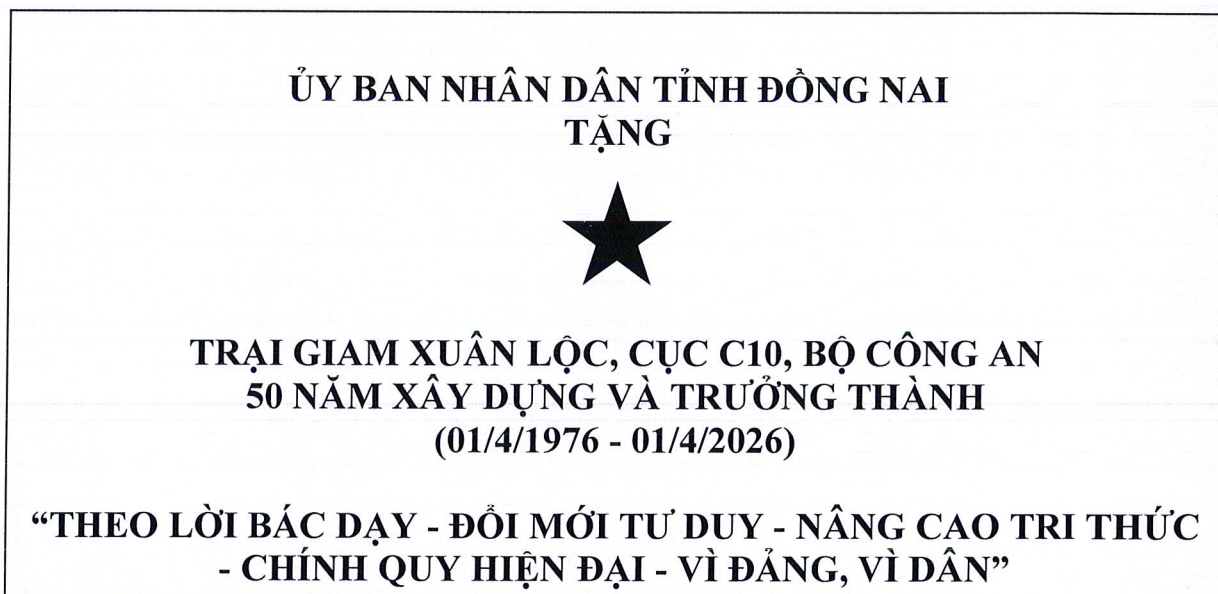 ỦY BAN NHÂN DÂN TỈNH ĐỒNG NAI
TẶNG
TRẠI GIAM XUÂN LỘC, CỤC C10, BỘ CÔNG AN
50 NĂM XÂY DỰNG VÀ TRƯỞNG THÀNH
(01/4/1976 - 01/4/2026)
“THEO LỜI BÁC DẠY - ĐỔI MỚI TƯ DUY - NÂNG CAO TRI THỨC
- CHÍNH QUY HIỆN ĐẠI - VÌ ĐẢNG, VÌ DÂN”